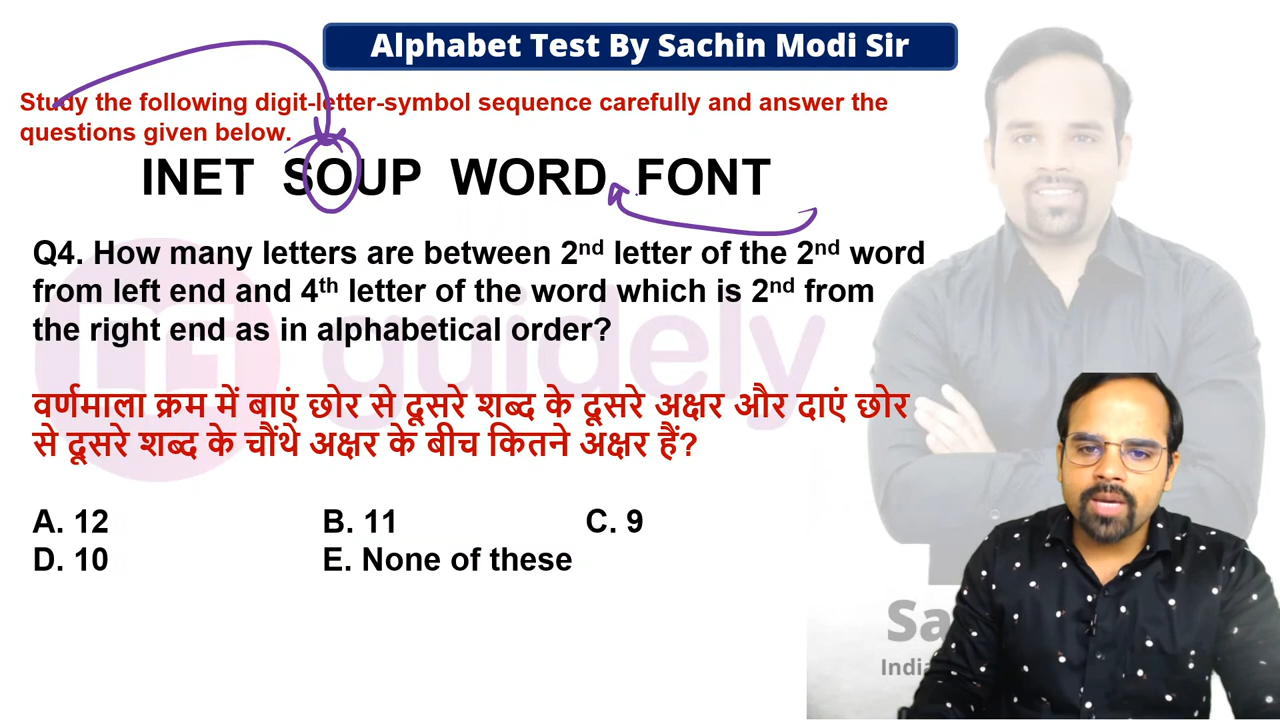 Alphabet Test By Sachin Modi Sir
Study the following digit-letter-symbol sequence carefully and answer the
questions given below.
INET SOUP WORD FONT
Q4. How many letters are between 2nd letter of the 2nd word
from left end and 4th letter of the word which is 2nd from
the right end as in alphabetical order?
guidely
वर्णमाला क्रम में बाएं छोर से दूसरे शब्द के दूसरे अक्षर और दाएं छोर
से दूसरे शब्द के चौंथे अक्षर के बीच कितने अक्षर हैं?
A. 12 B. 11 C. 9
D. 10 E. None of these